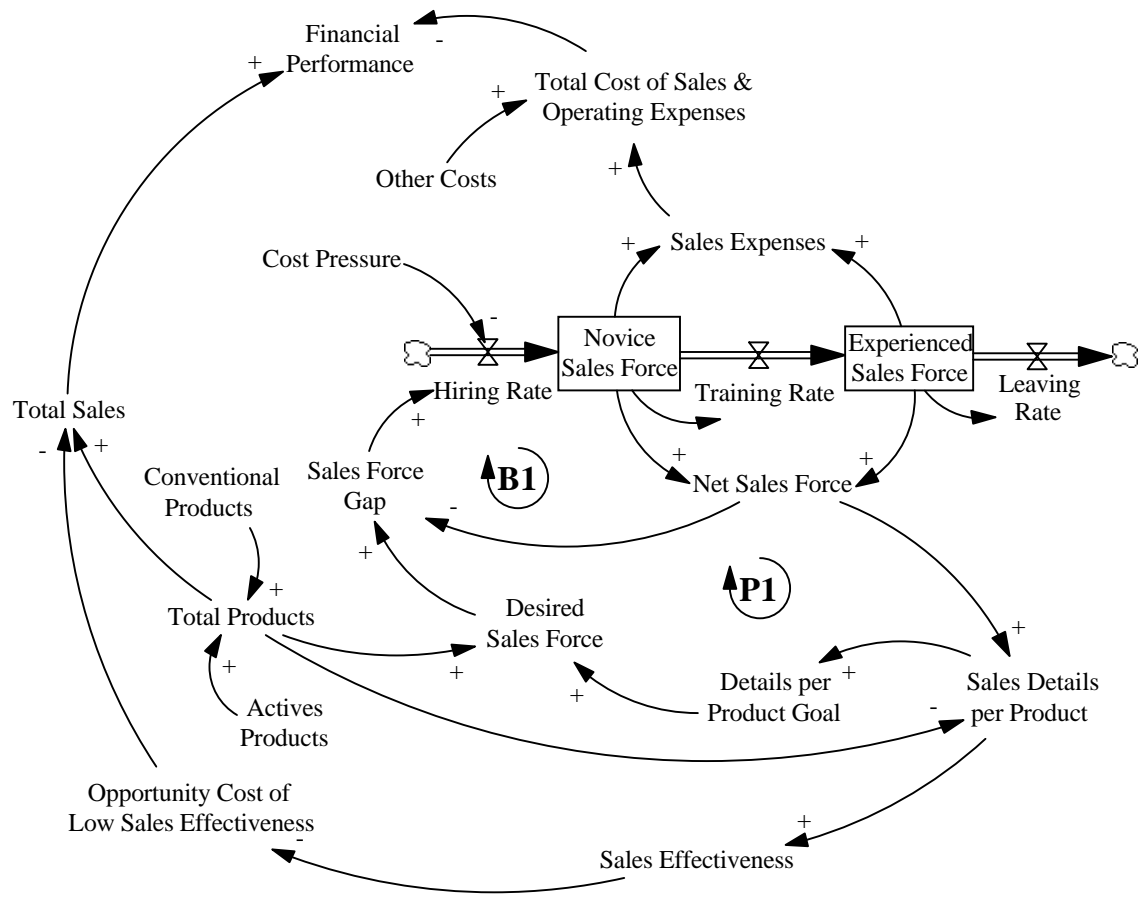 Financial
Performance
-
+
Total Cost of Sales &
Operating Expenses
+
Other Costs
+
Sales Expenses
+
+
Cost Pressure
-
Novice
Sales Force
Experienced
Sales Force
Hiring Rate
Training Rate
Leaving
Rate
+
Total Sales
-
+
Sales Force
Gap
B1
+
Net Sales Force
+
-
Conventional
Products
+
+
Total Products
P1
Desired
Sales Force
+
+
+
+
+
Details per
Product Goal
Sales Details
per Product
-
Actives
Products
Opportunity Cost of
Low Sales Effectiveness
-
+
Sales Effectiveness